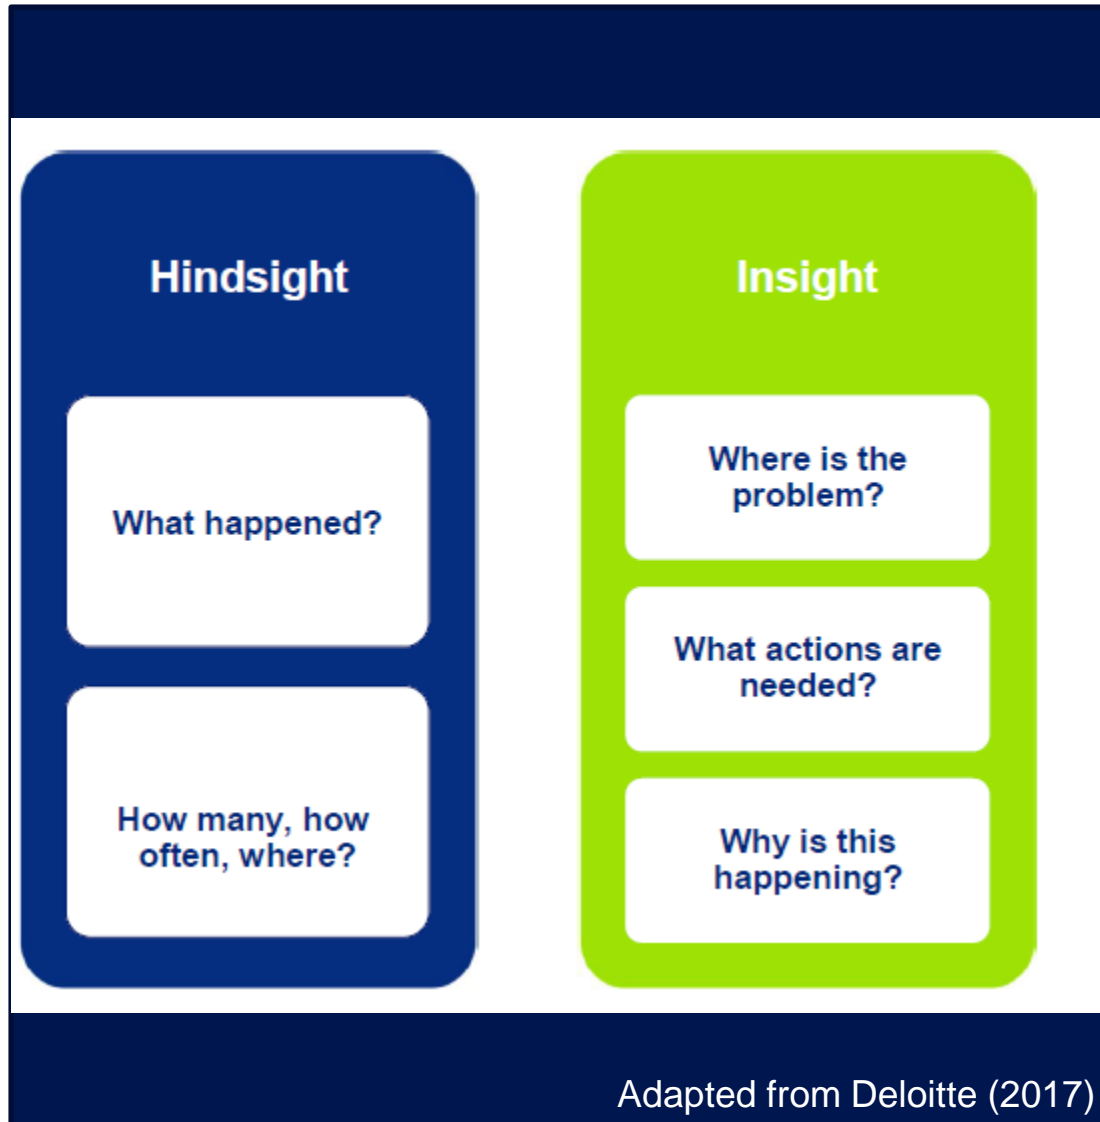 Hindsight
What happened?
How many, how
often, where?
Insight
Where is the
problem?
What actions are
needed?
Why is this
happening?
Adapted from Deloitte (2017)